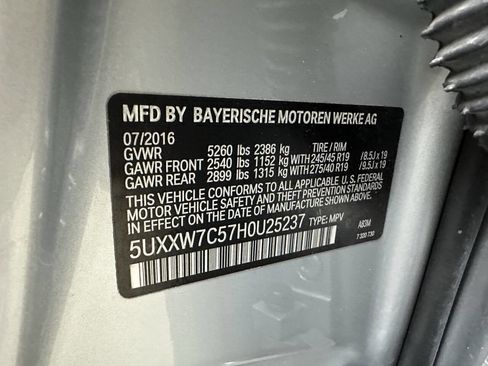 MFD BY BAYERISCHE MOTOREN WERKE AG
07/2016
GVWR 5260 lbs 2386 kg TIRE / RIM
GAWR FRONT 2540 lbs 1152 kg WITH 245/45 R19 /8.5J x 19
GAWR REAR 2899 lbs 1315 kg WITH 275/40 R19 /9.5J x 19
THIS VEHICLE CONFORMS TO ALL APPLICABLE U.S. FEDERAL
MOTOR VEHICLE SAFETY AND THEFT PREVENTION STANDARDS
IN EFFECT ON THE DATE OF MANUFACTURE SHOWN ABOVE.
5UXXW7C57H0U25237 TYPE: MPV A83M
7 300 730